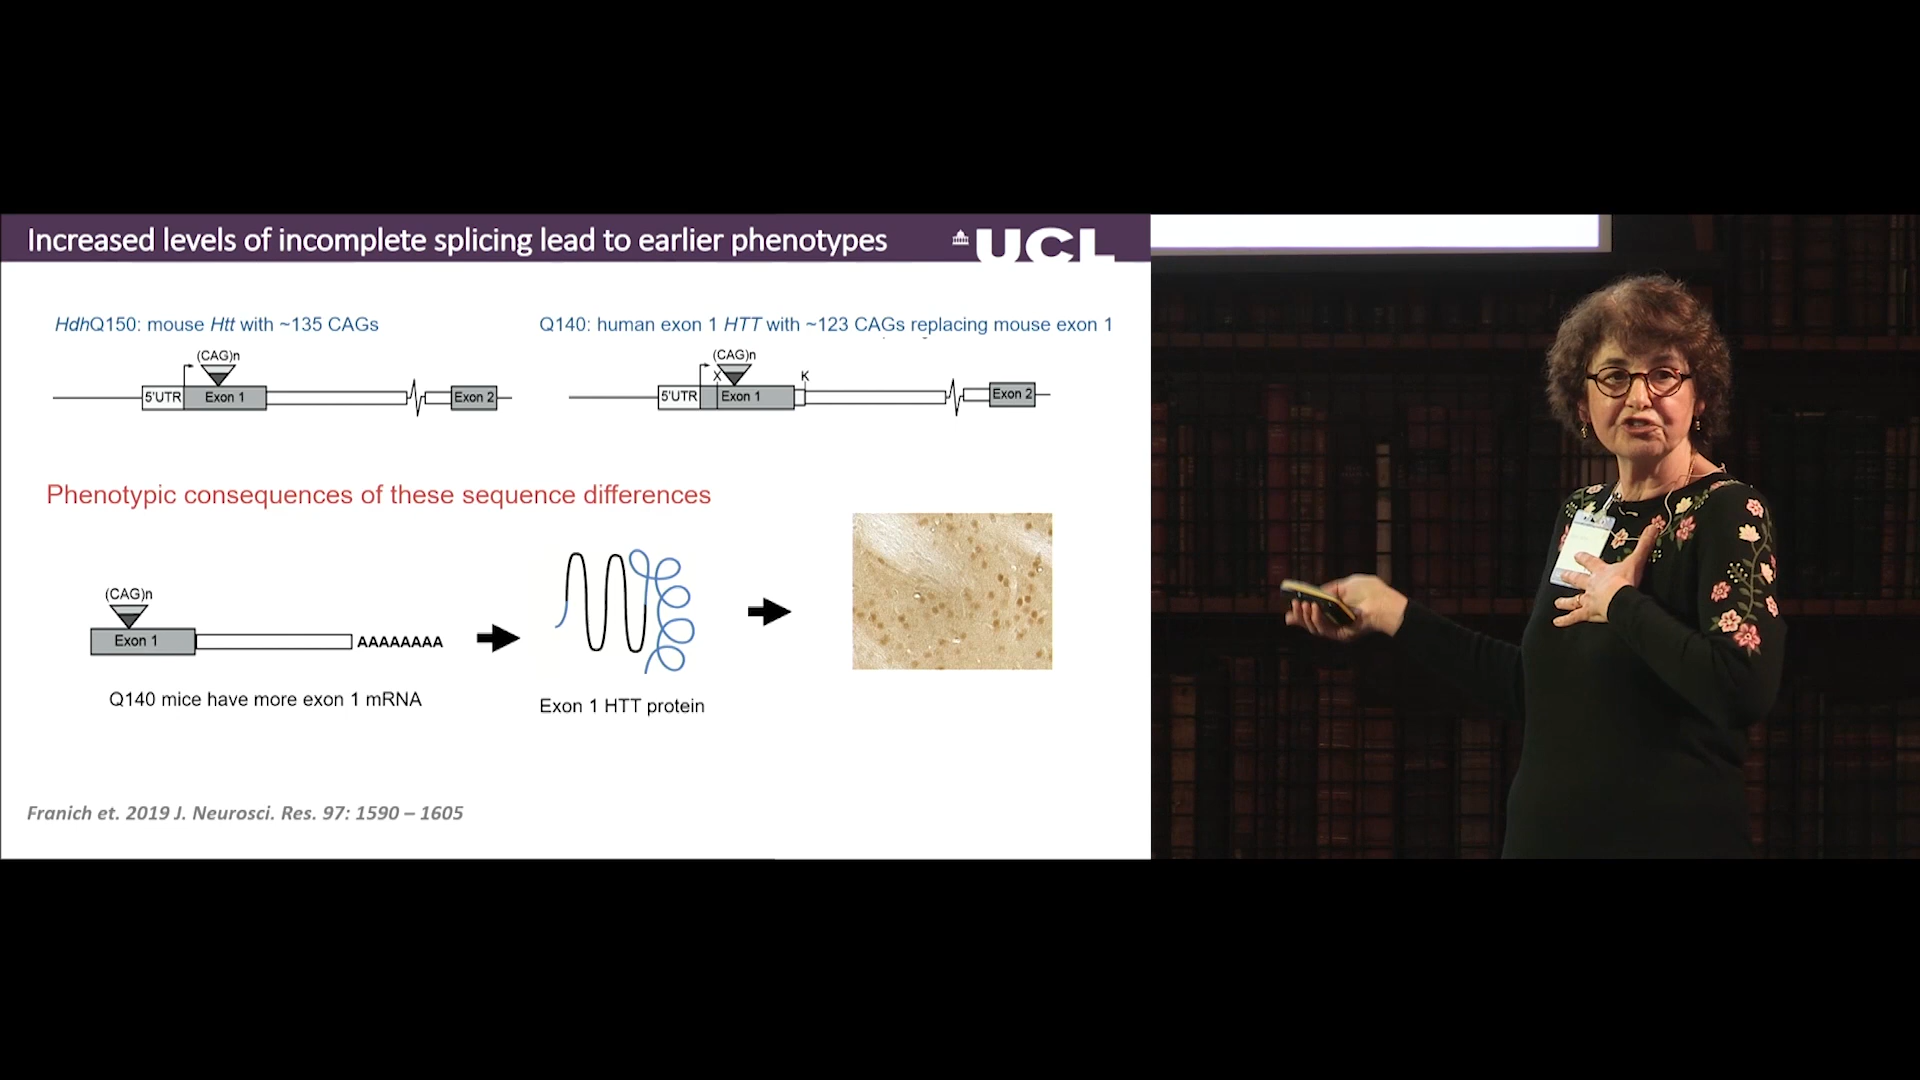 Increased levels of incomplete splicing lead to earlier phenotypes
UCL
HdhQ150: mouse Htt with ~135 CAGs
Q140: human exon 1 HTT with ~123 CAGs replacing mouse exon 1
(CAG)n
5'UTR
Exon 1
Exon 2
(CAG)n
X
K
5'UTR
Exon 1
Exon 2
Phenotypic consequences of these sequence differences
(CAG)n
Exon 1
AAAAAAAA
Q140 mice have more exon 1 mRNA
Exon 1 HTT protein
Franich et. 2019 J. Neurosci. Res. 97: 1590 – 1605